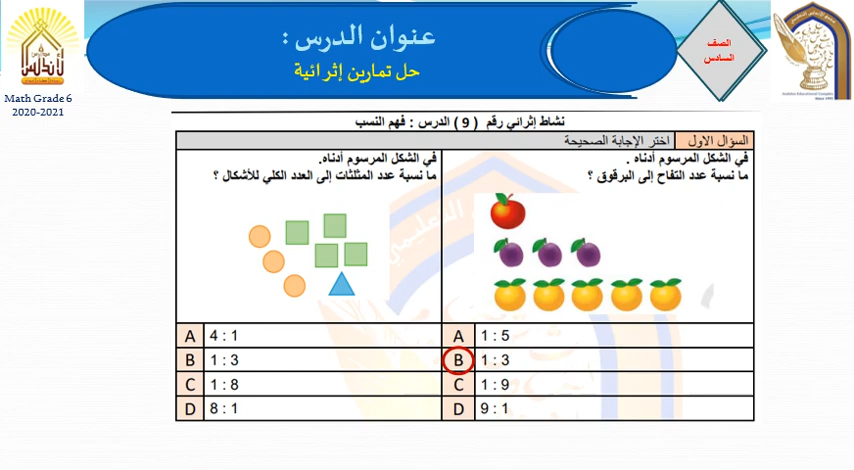 عنوان الدرس :
حل تمارين إثرائية
الصف
السادس
Math Grade 6
2020-2021
نشاط إثرائي رقم ( 9 ) الدرس : فهم النسب
السؤال الاول اختر الإجابة الصحيحة
في الشكل المرسوم أدناه .
ما نسبة عدد التفاح إلى البرقوق ؟
A 1 : 5
B 1 : 3
C 1 : 9
D 9 : 1
في الشكل المرسوم أدناه.
ما نسبة عدد المثلثات إلى العدد الكلي للأشكال ؟
A 4 : 1
B 1 : 3
C 1 : 8
D 8 : 1